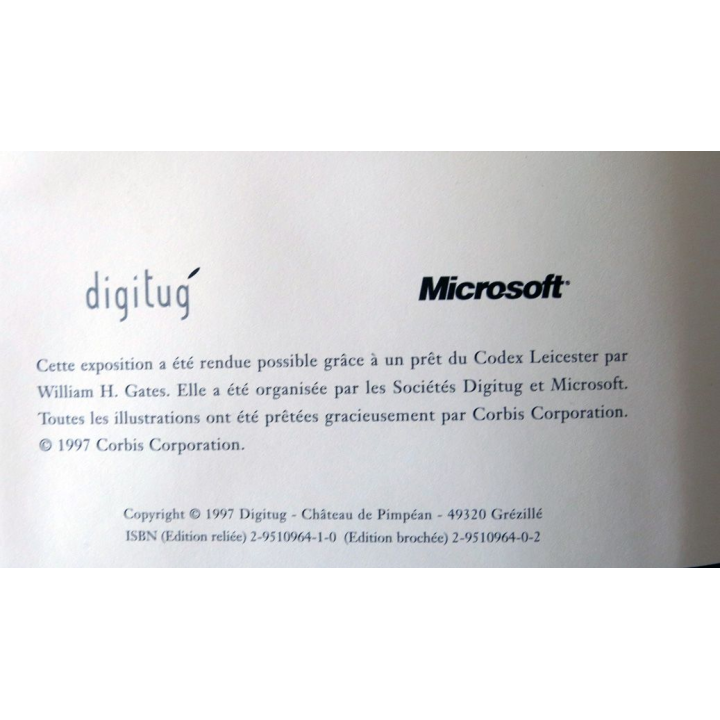 digitug
Microsoft
Cette exposition a été rendue possible grâce à un prêt du Codex Leicester par
William H. Gates. Elle a été organisée par les Sociétés Digitug et Microsoft.
Toutes les illustrations ont été prêtées gracieusement par Corbis Corporation.
© 1997 Corbis Corporation.
Copyright © 1997 Digitug - Château de Pimpéan - 49320 Grézillé
ISBN (Edition reliée) 2-9510964-1-0 (Edition brochée) 2-9510964-0-2